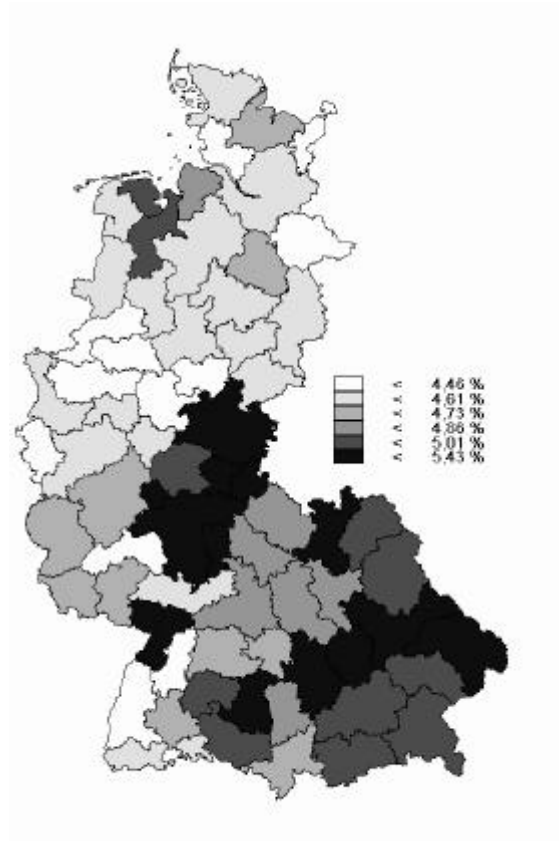 < 4,46 %
< 4,61 %
< 4,73 %
< 4,86 %
< 5,01 %
< 5,43 %